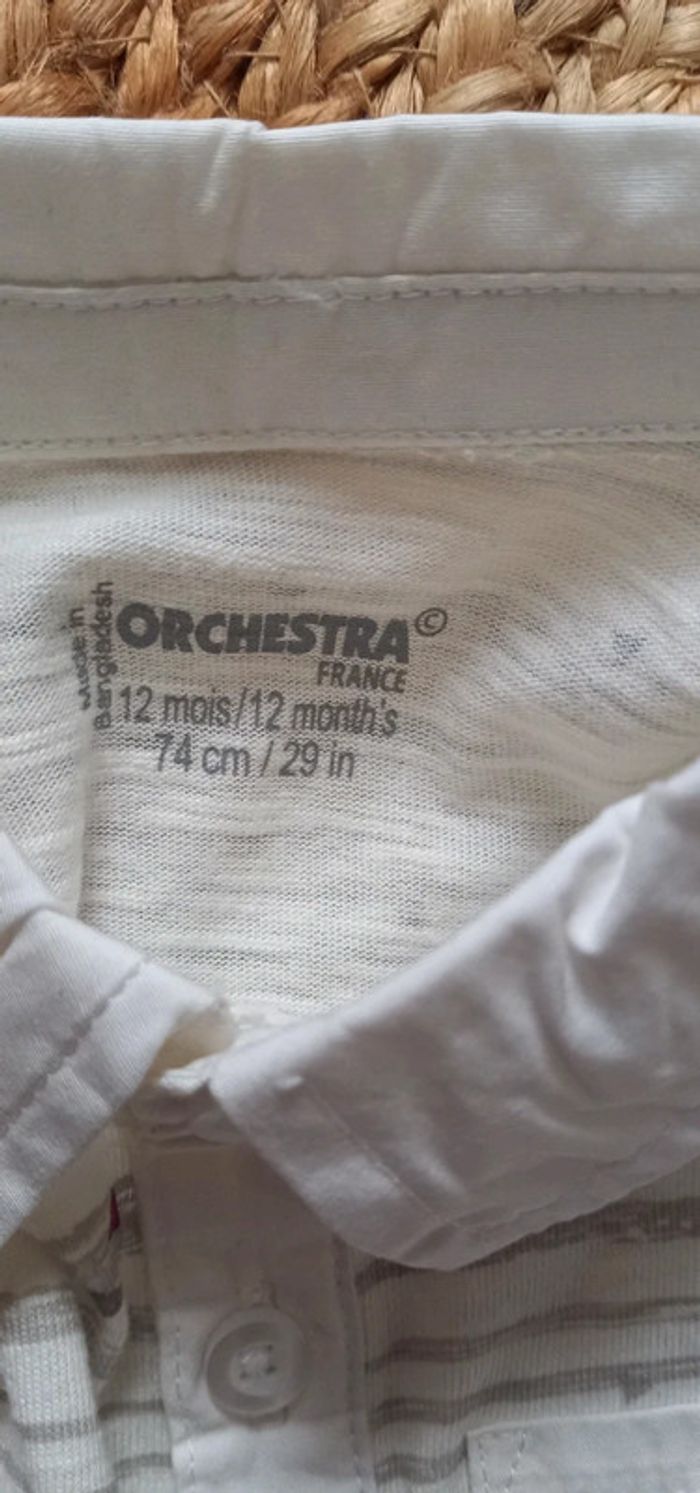 Made in
Bangladesh
ORCHESTRA©
FRANCE
12 mois/12 month's
74 cm / 29 in